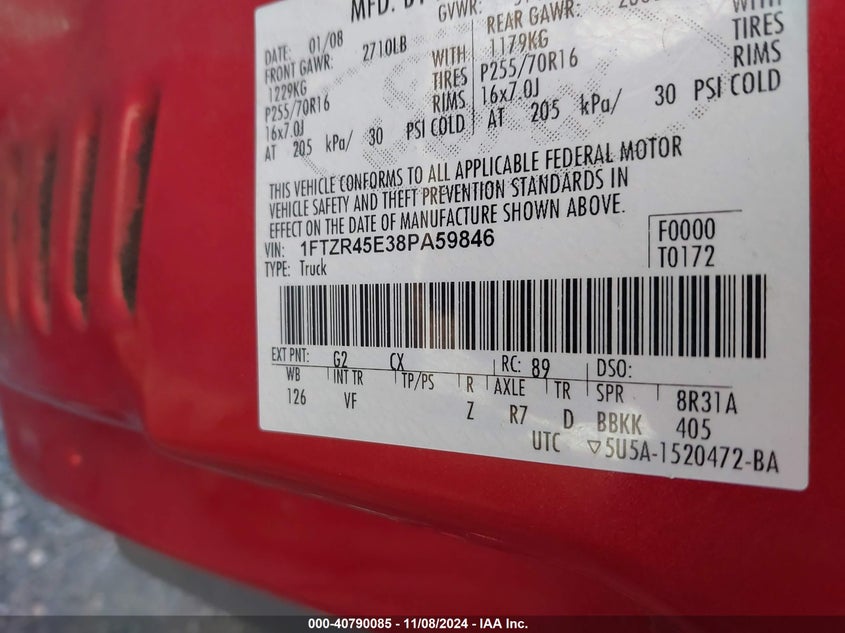 MFD. BY
GVWR:
DATE: 01/08
REAR GAWR:
FRONT GAWR: 2710LB
1229KG WITH
P255/70R16 TIRES
16x7.0J RIMS
AT 205 kPa/ 30 PSI COLD
1179KG WITH
P255/70R16 TIRES
16x7.0J RIMS
AT 205 kPa/ 30 PSI COLD
THIS VEHICLE CONFORMS TO ALL APPLICABLE FEDERAL MOTOR
VEHICLE SAFETY AND THEFT PREVENTION STANDARDS IN
EFFECT ON THE DATE OF MANUFACTURE SHOWN ABOVE.
VIN: 1FTZR45E38PA59846
TYPE: Truck
F0000
T0172
EXT PNT: G2 CX RC: 89 DSO:
WB INT TR TP/PS R AXLE TR SPR 8R31A
126 VF Z R7 D BBKK 405
UTC ▽5U5A-1520472-BA
000-40790085 - 11/08/2024 - IAA Inc.